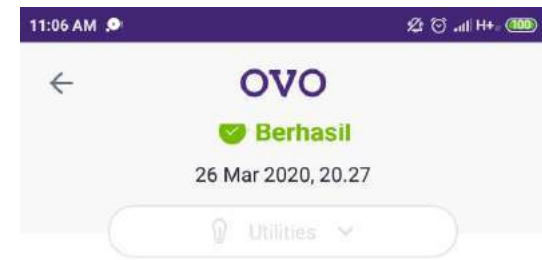 11:06 AM H+ 100
OVO
Berhasil
26 Mar 2020, 20.27
Utilities